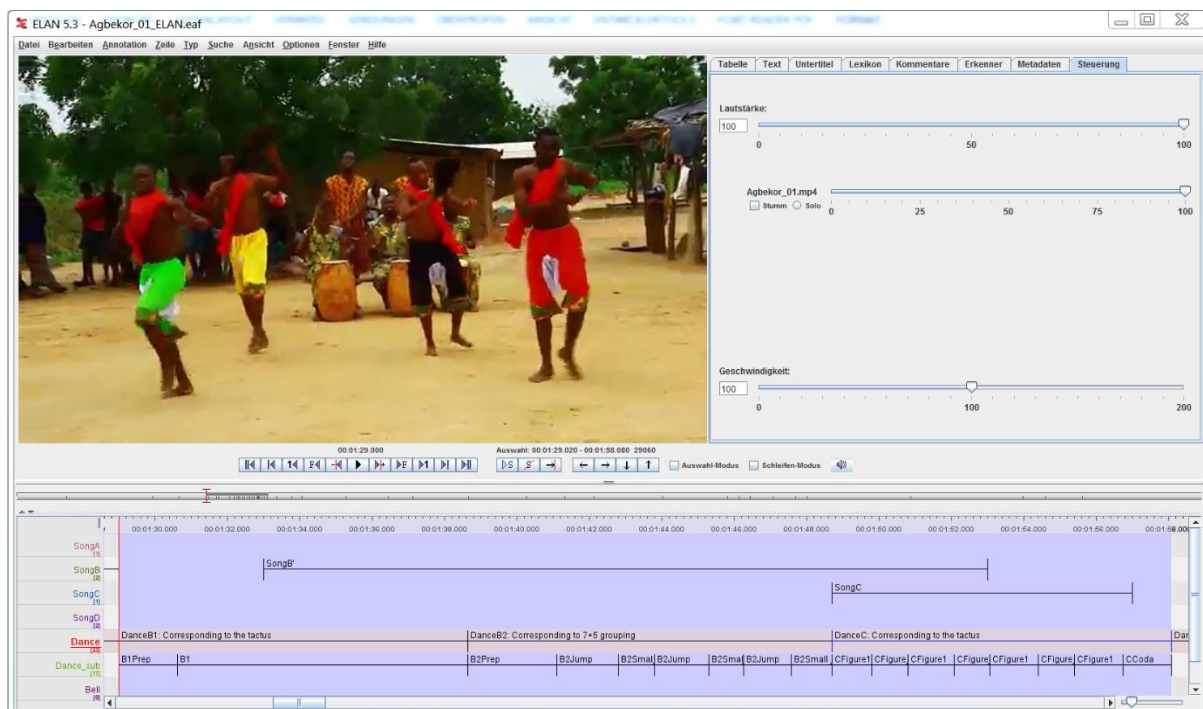 ELAN 5.3 - Agbekor_01_ELAN.eaf
Datei Bearbeiten Annotation Zeile Typ Suche Ansicht Optionen Fenster Hilfe
Tabelle Text Untertitel Lexikon Kommentare Erkenner Metadaten Steuerung
Lautstärke:
100
0 50 100
Agbekor_01.mp4
Stumm Solo
0 25 50 75 100
Geschwindigkeit:
100
0 100 200
00:01:29.000
Auswahl: 00:01:29.020 - 00:01:58.080 29060
Auswahl-Modus Schleifen-Modus
00:01:30.000 00:01:32.000 00:01:34.000 00:01:36.000 00:01:38.000 00:01:40.000 00:01:42.000 00:01:44.000 00:01:46.000 00:01:48.000 00:01:50.000 00:01:52.000 00:01:54.000 00:01:56.000 00:01:58.000
SongA
SongB SongB'
SongC SongC
SongD
Dance DanceB1: Corresponding to the tactus DanceB2: Corresponding to 7+5 grouping DanceC: Corresponding to the tactus Dan
Dance_sub B1Prep B1 B2Prep B2Jump B2Smal B2Jump B2Smal B2Jump B2Small CFigure1 CFigure CFigure1 CFigure CFigure1 CFigure CFigure1 CCoda
Bell